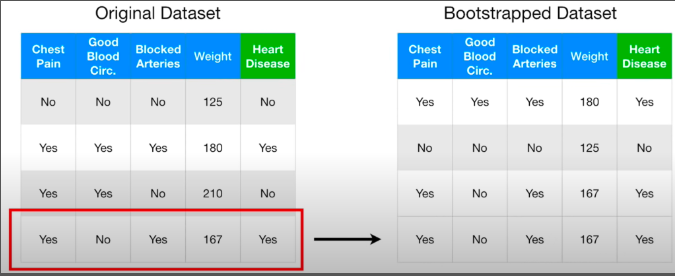 Original Dataset
Chest Pain Good Blood Circ. Blocked Arteries Weight Heart Disease
No No No 125 No
Yes Yes Yes 180 Yes
Yes Yes No 210 No
Yes No Yes 167 Yes
Bootstrapped Dataset
Chest Pain Good Blood Circ. Blocked Arteries Weight Heart Disease
Yes Yes Yes 180 Yes
No No No 125 No
Yes No Yes 167 Yes
Yes No Yes 167 Yes